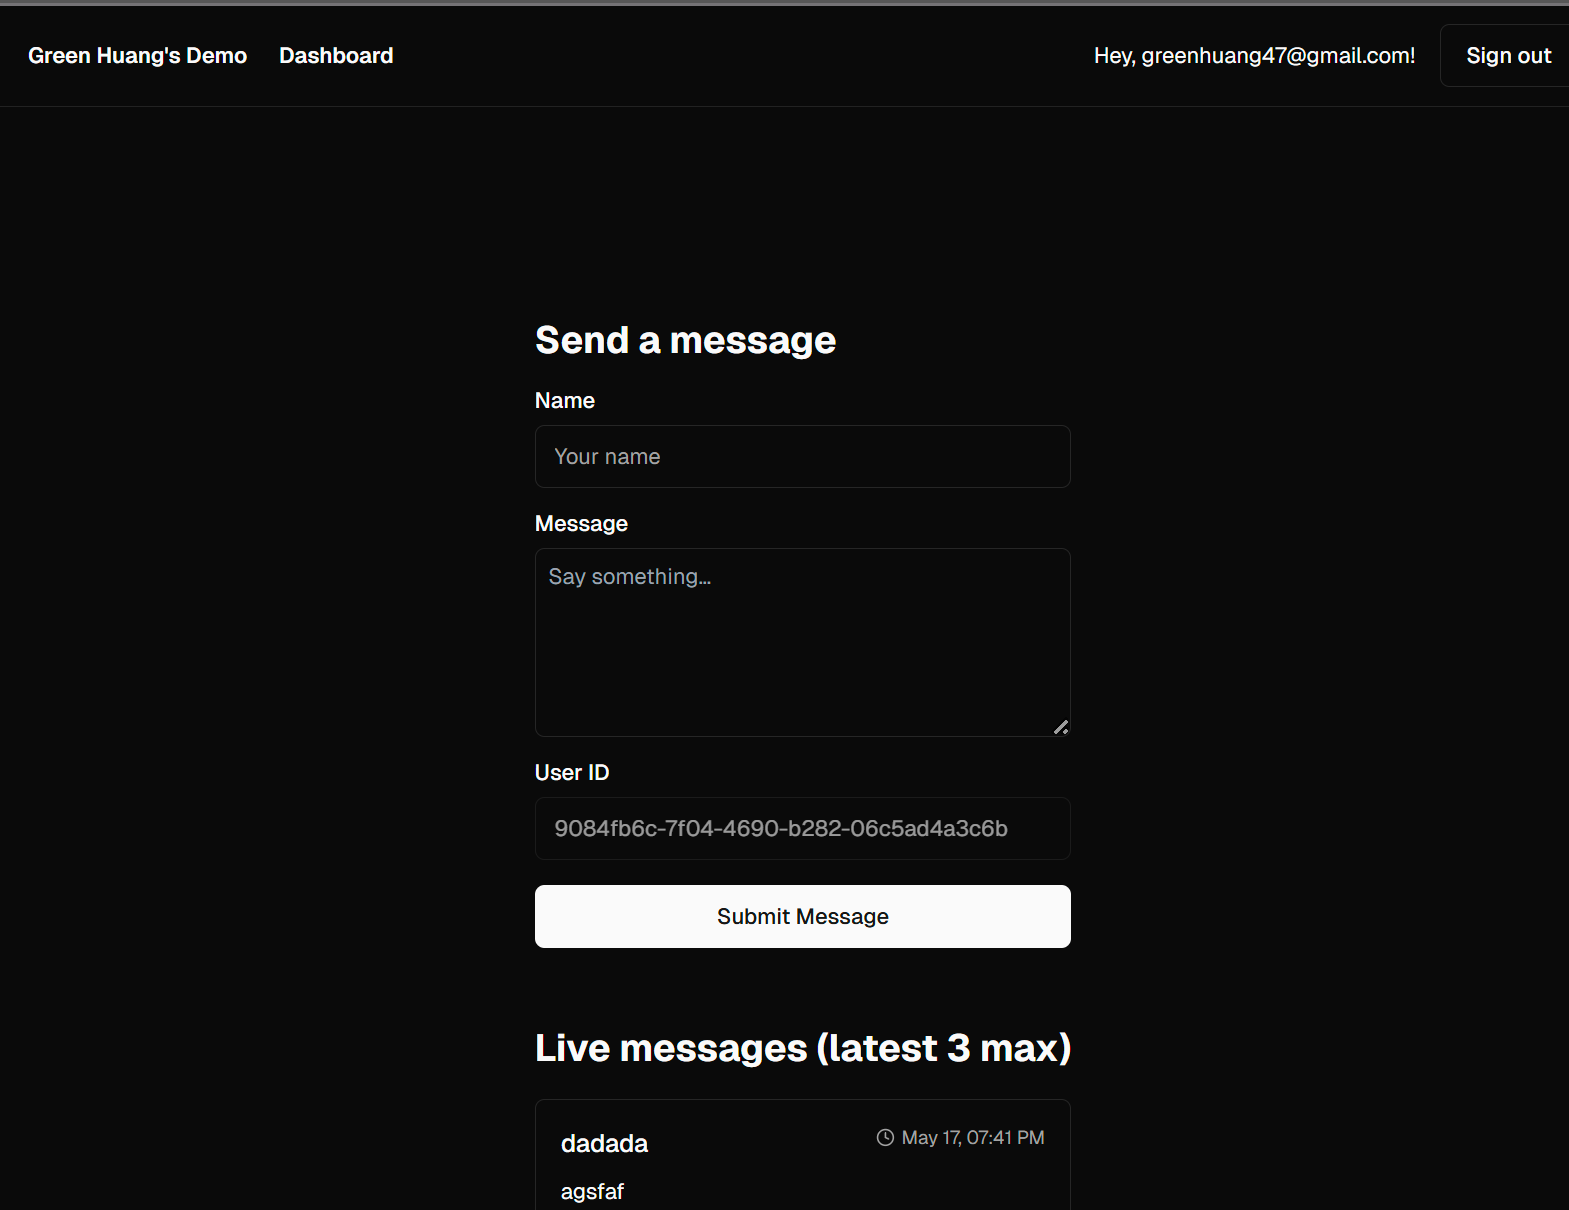 Green Huang's Demo Dashboard Hey, greenhuang47@gmail.com! Sign out
Send a message
Name
Your name
Message
Say something...
User ID
9084fb6c-7f04-4690-b282-06c5ad4a3c6b
Submit Message
Live messages (latest 3 max)
dadada May 17, 07:41 PM
agsfaf